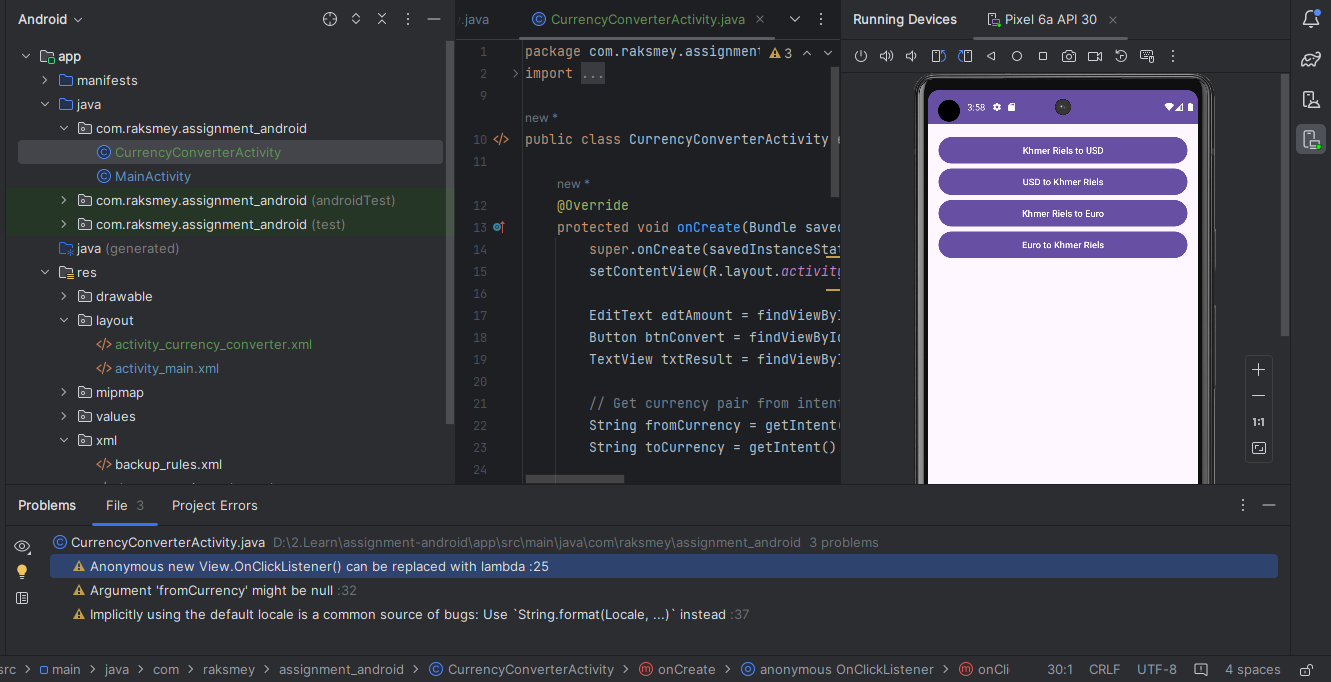 Android
app
manifests
java
com.raksmey.assignment_android
CurrencyConverterActivity
MainActivity
com.raksmey.assignment_android (androidTest)
com.raksmey.assignment_android (test)
java (generated)
res
drawable
layout
activity_currency_converter.xml
activity_main.xml
mipmap
values
xml
backup_rules.xml
.java
CurrencyConverterActivity.java
3
1 package com.raksmey.assignment
2 import ...
9
new *
10 public class CurrencyConverterActivity
11
new *
12 @Override
13 protected void onCreate(Bundle saved
14 super.onCreate(savedInstanceStat
15 setContentView(R.layout.activity
16
17 EditText edtAmount = findViewByI
18 Button btnConvert = findViewById
19 TextView txtResult = findViewByI
20
21 // Get currency pair from intent
22 String fromCurrency = getIntent(
23 String toCurrency = getIntent()
24
Running Devices
Pixel 6a API 30
3:58
Khmer Riels to USD
USD to Khmer Riels
Khmer Riels to Euro
Euro to Khmer Riels
1:1
Problems
File 3
Project Errors
CurrencyConverterActivity.java D:\2.Learn\assignment-android\app\src\main\java\com\raksmey\assignment_android 3 problems
Anonymous new View.OnClickListener() can be replaced with lambda :25
Argument 'fromCurrency' might be null :32
Implicitly using the default locale is a common source of bugs: Use `String.format(Locale, ...)` instead :37
src > main > java > com > raksmey > assignment_android > CurrencyConverterActivity > onCreate > anonymous OnClickListener > onCli
30:1 CRLF UTF-8 4 spaces